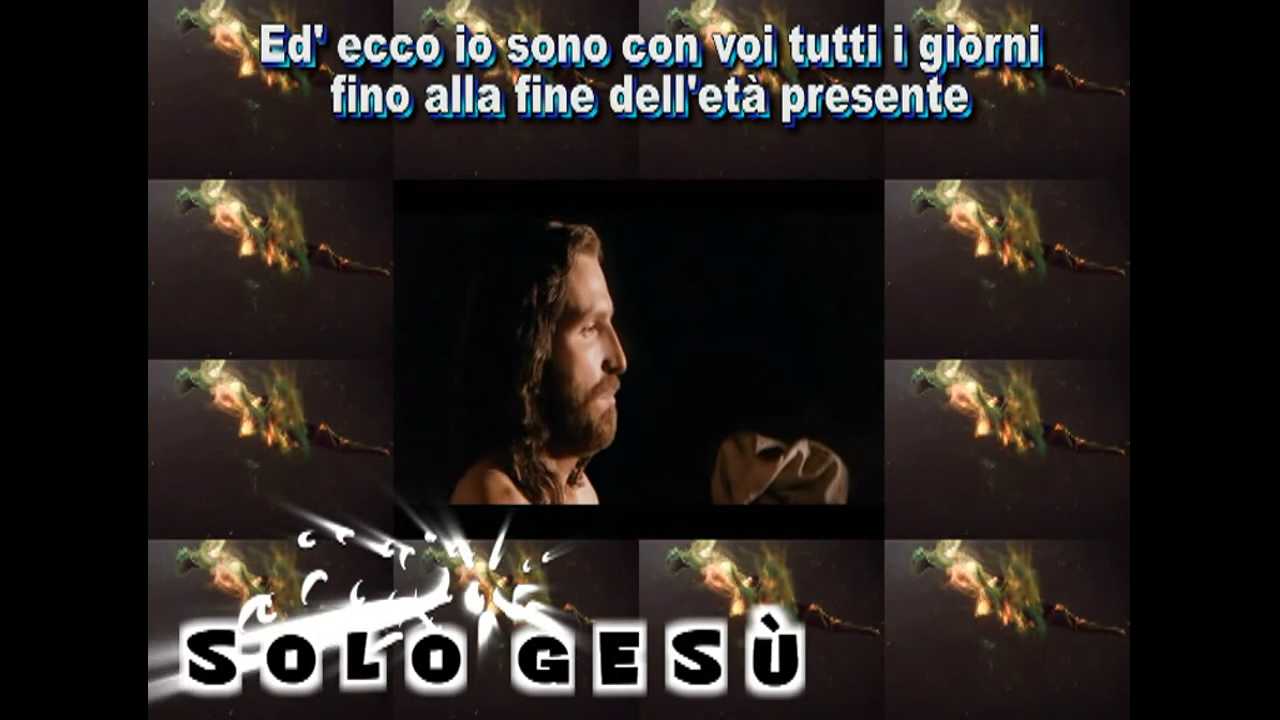 Ed' ecco io sono con voi tutti i giorni
fino alla fine dell'età presente
SOLO GESÙ